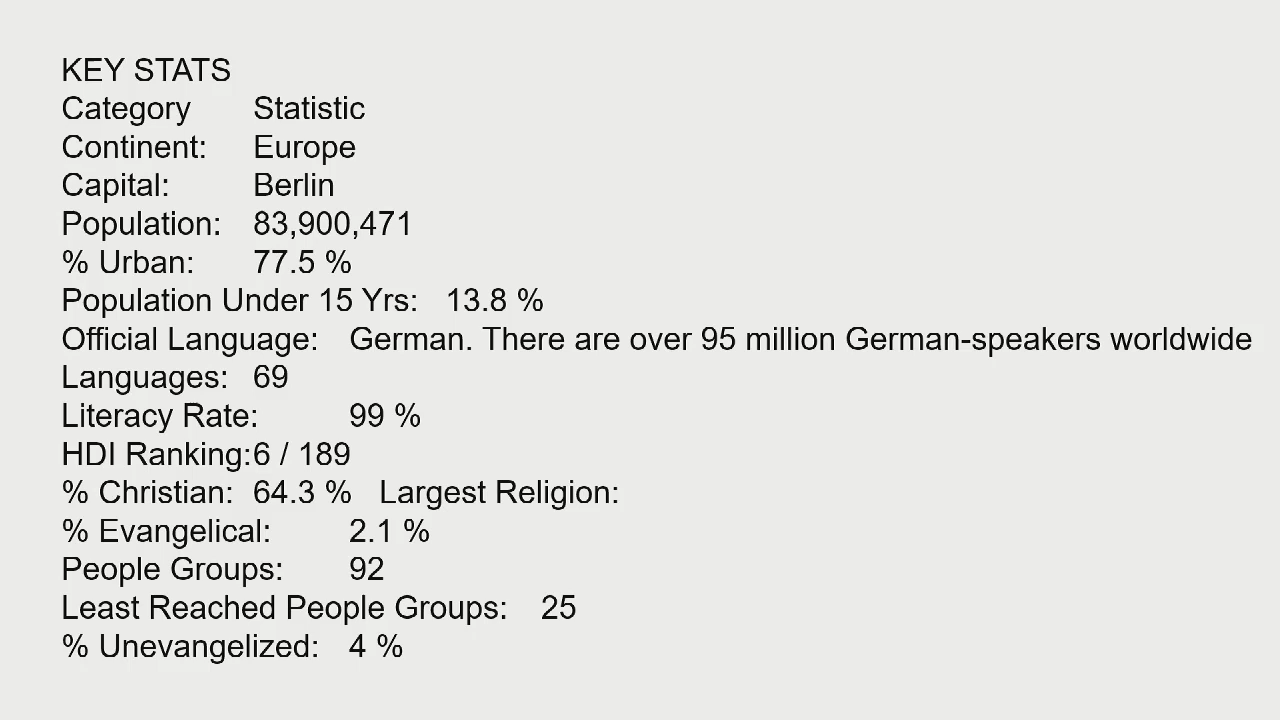 KEY STATS
Category Statistic
Continent: Europe
Capital: Berlin
Population: 83,900,471
% Urban: 77.5 %
Population Under 15 Yrs: 13.8 %
Official Language: German. There are over 95 million German-speakers worldwide
Languages: 69
Literacy Rate: 99 %
HDI Ranking: 6 / 189
% Christian: 64.3 % Largest Religion:
% Evangelical: 2.1 %
People Groups: 92
Least Reached People Groups: 25
% Unevangelized: 4 %